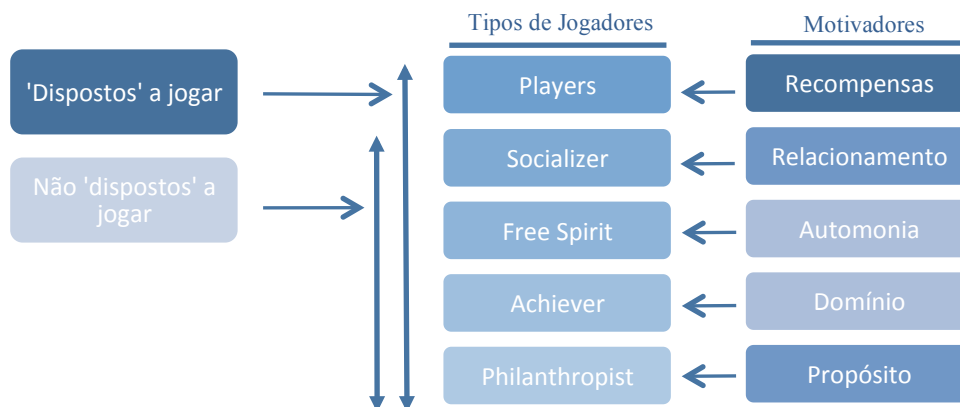 Tipos de Jogadores
Motivadores
'Dispostos' a jogar
Não 'dispostos' a
jogar
Players
Socializer
Free Spirit
Achiever
Philanthropist
Recompensas
Relacionamento
Automonia
Domínio
Propósito